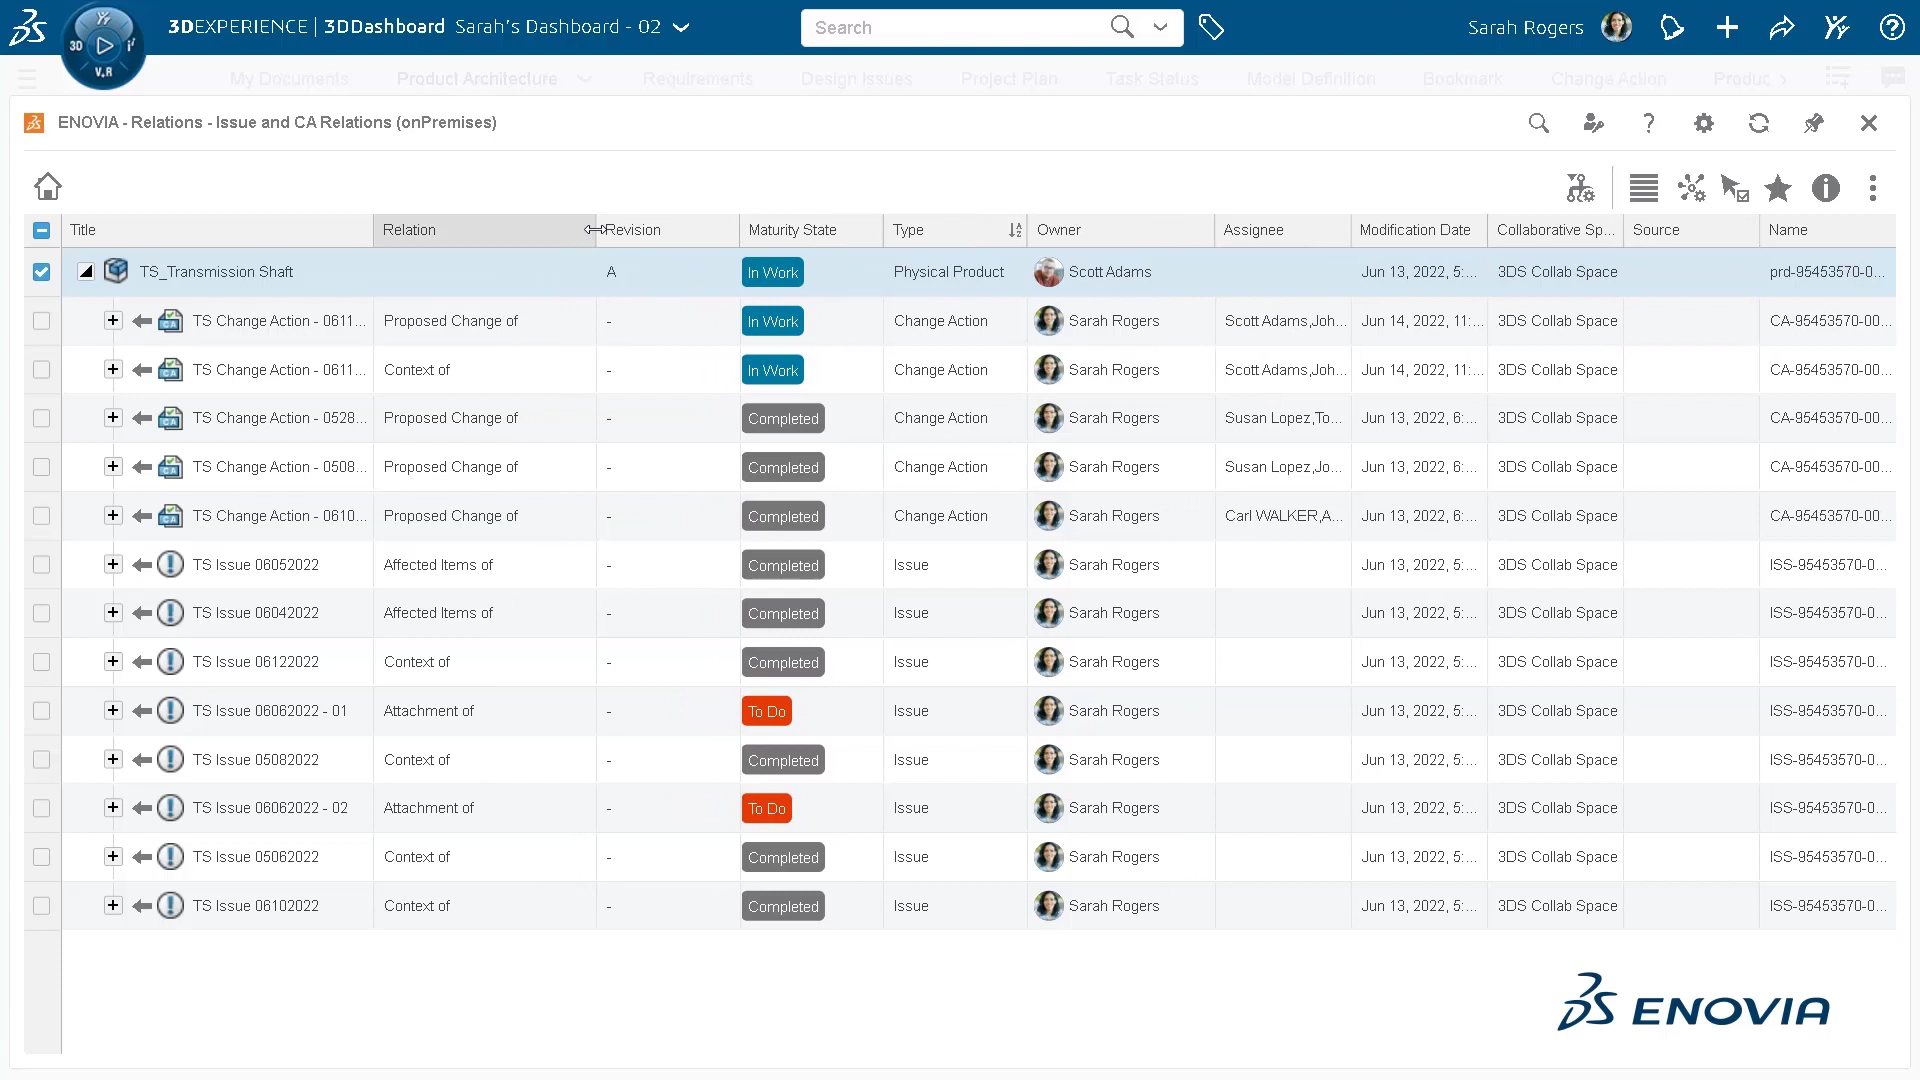 3DEXPERIENCE | 3DDashboard Sarah's Dashboard - 02
Search
Sarah Rogers
3D
V.R
My Documents Product Architecture Requirements Design Issues Project Plan Task Status Model Definition Bookmark Change Action Produc
ENOVIA - Relations - Issue and CA Relations (onPremises)
Title Relation Revision Maturity State Type Owner Assignee Modification Date Collaborative Sp... Source Name
TS_Transmission Shaft A In Work Physical Product Scott Adams Jun 13, 2022, 5:... 3DS Collab Space prd-95453570-0...
TS Change Action - 0611... Proposed Change of - In Work Change Action Sarah Rogers Scott Adams,Joh... Jun 14, 2022, 11:... 3DS Collab Space CA-95453570-00...
TS Change Action - 0611... Context of - In Work Change Action Sarah Rogers Scott Adams,Joh... Jun 14, 2022, 11:... 3DS Collab Space CA-95453570-00...
TS Change Action - 0528... Proposed Change of - Completed Change Action Sarah Rogers Susan Lopez,To... Jun 13, 2022, 6:... 3DS Collab Space CA-95453570-00...
TS Change Action - 0508... Proposed Change of - Completed Change Action Sarah Rogers Susan Lopez,Jo... Jun 13, 2022, 6:... 3DS Collab Space CA-95453570-00...
TS Change Action - 0610... Proposed Change of - Completed Change Action Sarah Rogers Carl WALKER,A... Jun 13, 2022, 6:... 3DS Collab Space CA-95453570-00...
TS Issue 06052022 Affected Items of - Completed Issue Sarah Rogers Jun 13, 2022, 5:... 3DS Collab Space ISS-95453570-0...
TS Issue 06042022 Affected Items of - Completed Issue Sarah Rogers Jun 13, 2022, 5:... 3DS Collab Space ISS-95453570-0...
TS Issue 06122022 Context of - Completed Issue Sarah Rogers Jun 13, 2022, 5:... 3DS Collab Space ISS-95453570-0...
TS Issue 06062022 - 01 Attachment of - To Do Issue Sarah Rogers Jun 13, 2022, 5:... 3DS Collab Space ISS-95453570-0...
TS Issue 05082022 Context of - Completed Issue Sarah Rogers Jun 13, 2022, 5:... 3DS Collab Space ISS-95453570-0...
TS Issue 06062022 - 02 Attachment of - To Do Issue Sarah Rogers Jun 13, 2022, 5:... 3DS Collab Space ISS-95453570-0...
TS Issue 05062022 Context of - Completed Issue Sarah Rogers Jun 13, 2022, 5:... 3DS Collab Space ISS-95453570-0...
TS Issue 06102022 Context of - Completed Issue Sarah Rogers Jun 13, 2022, 5:... 3DS Collab Space ISS-95453570-0...
ENOVIA